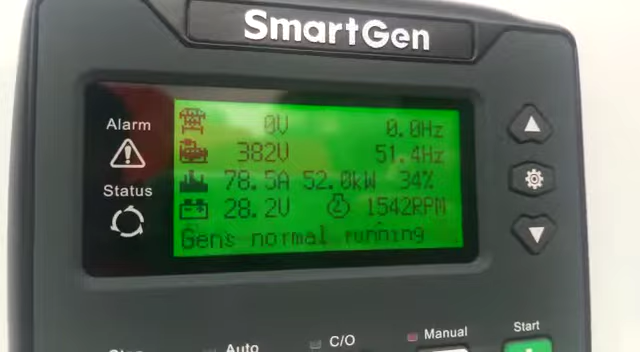 SmartGen
Alarm
Status
0V 0.0Hz
382V 51.4Hz
78.5A 52.0kW 34%
28.2V 1542RPM
Gens normal running
Auto
C/O
Manual
Start